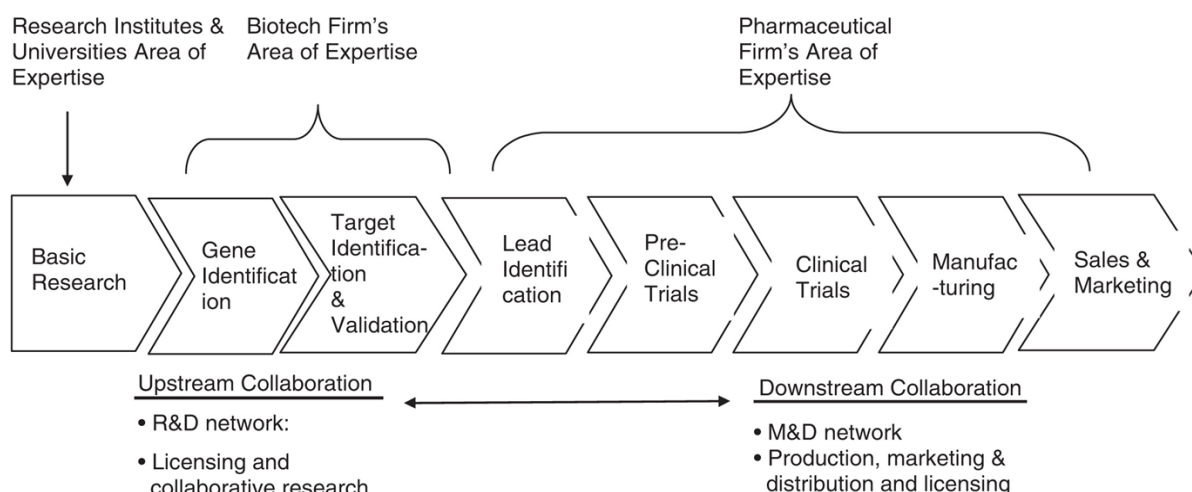 Research Institutes &
Universities Area of
Expertise
Biotech Firm's
Area of Expertise
Pharmaceutical
Firm's Area of
Expertise
Basic
Research
Gene
Identificat
ion
Target
Identifica-
tion
&
Validation
Lead
Identifi
cation
Pre-
Clinical
Trials
Clinical
Trials
Manufac
-turing
Sales &
Marketing
Upstream Collaboration
• R&D network:
• Licensing and
collaborative research
Downstream Collaboration
• M&D network
• Production, marketing &
distribution and licensing